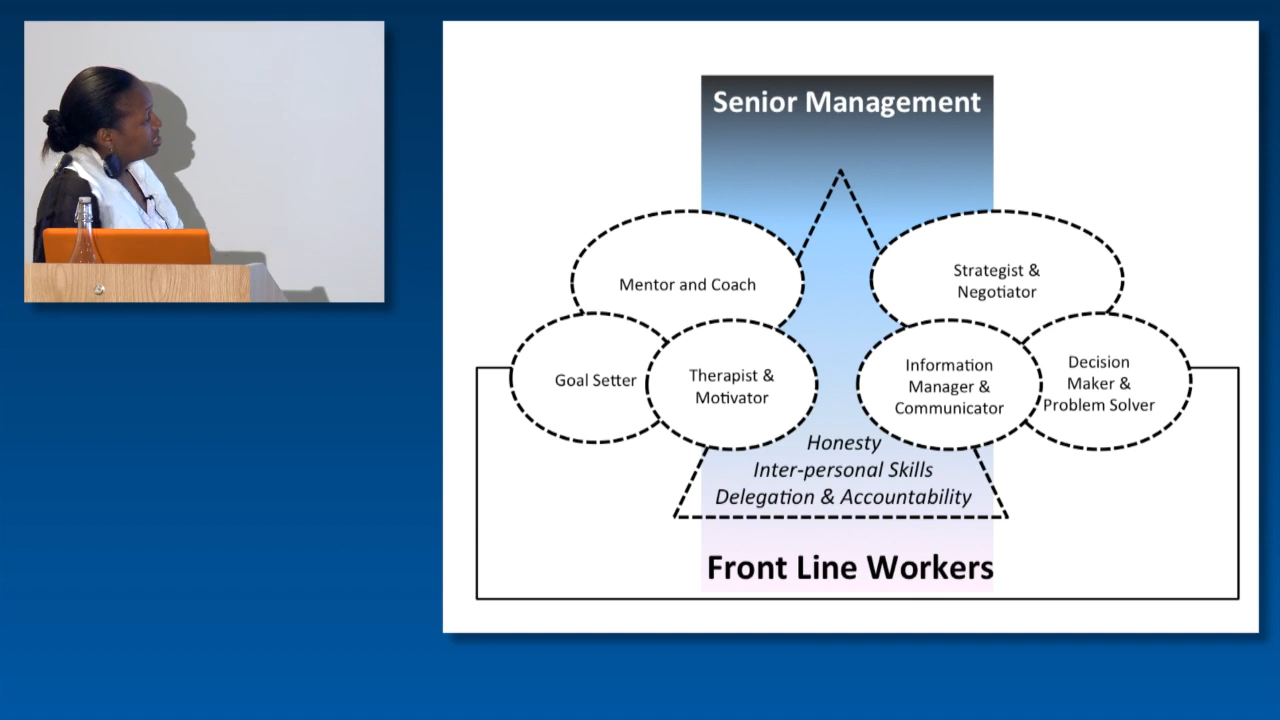 Senior Management
Mentor and Coach
Strategist &
Negotiator
Goal Setter
Therapist &
Motivator
Information
Manager &
Communicator
Decision
Maker &
Problem Solver
Honesty
Inter-personal Skills
Delegation & Accountability
Front Line Workers